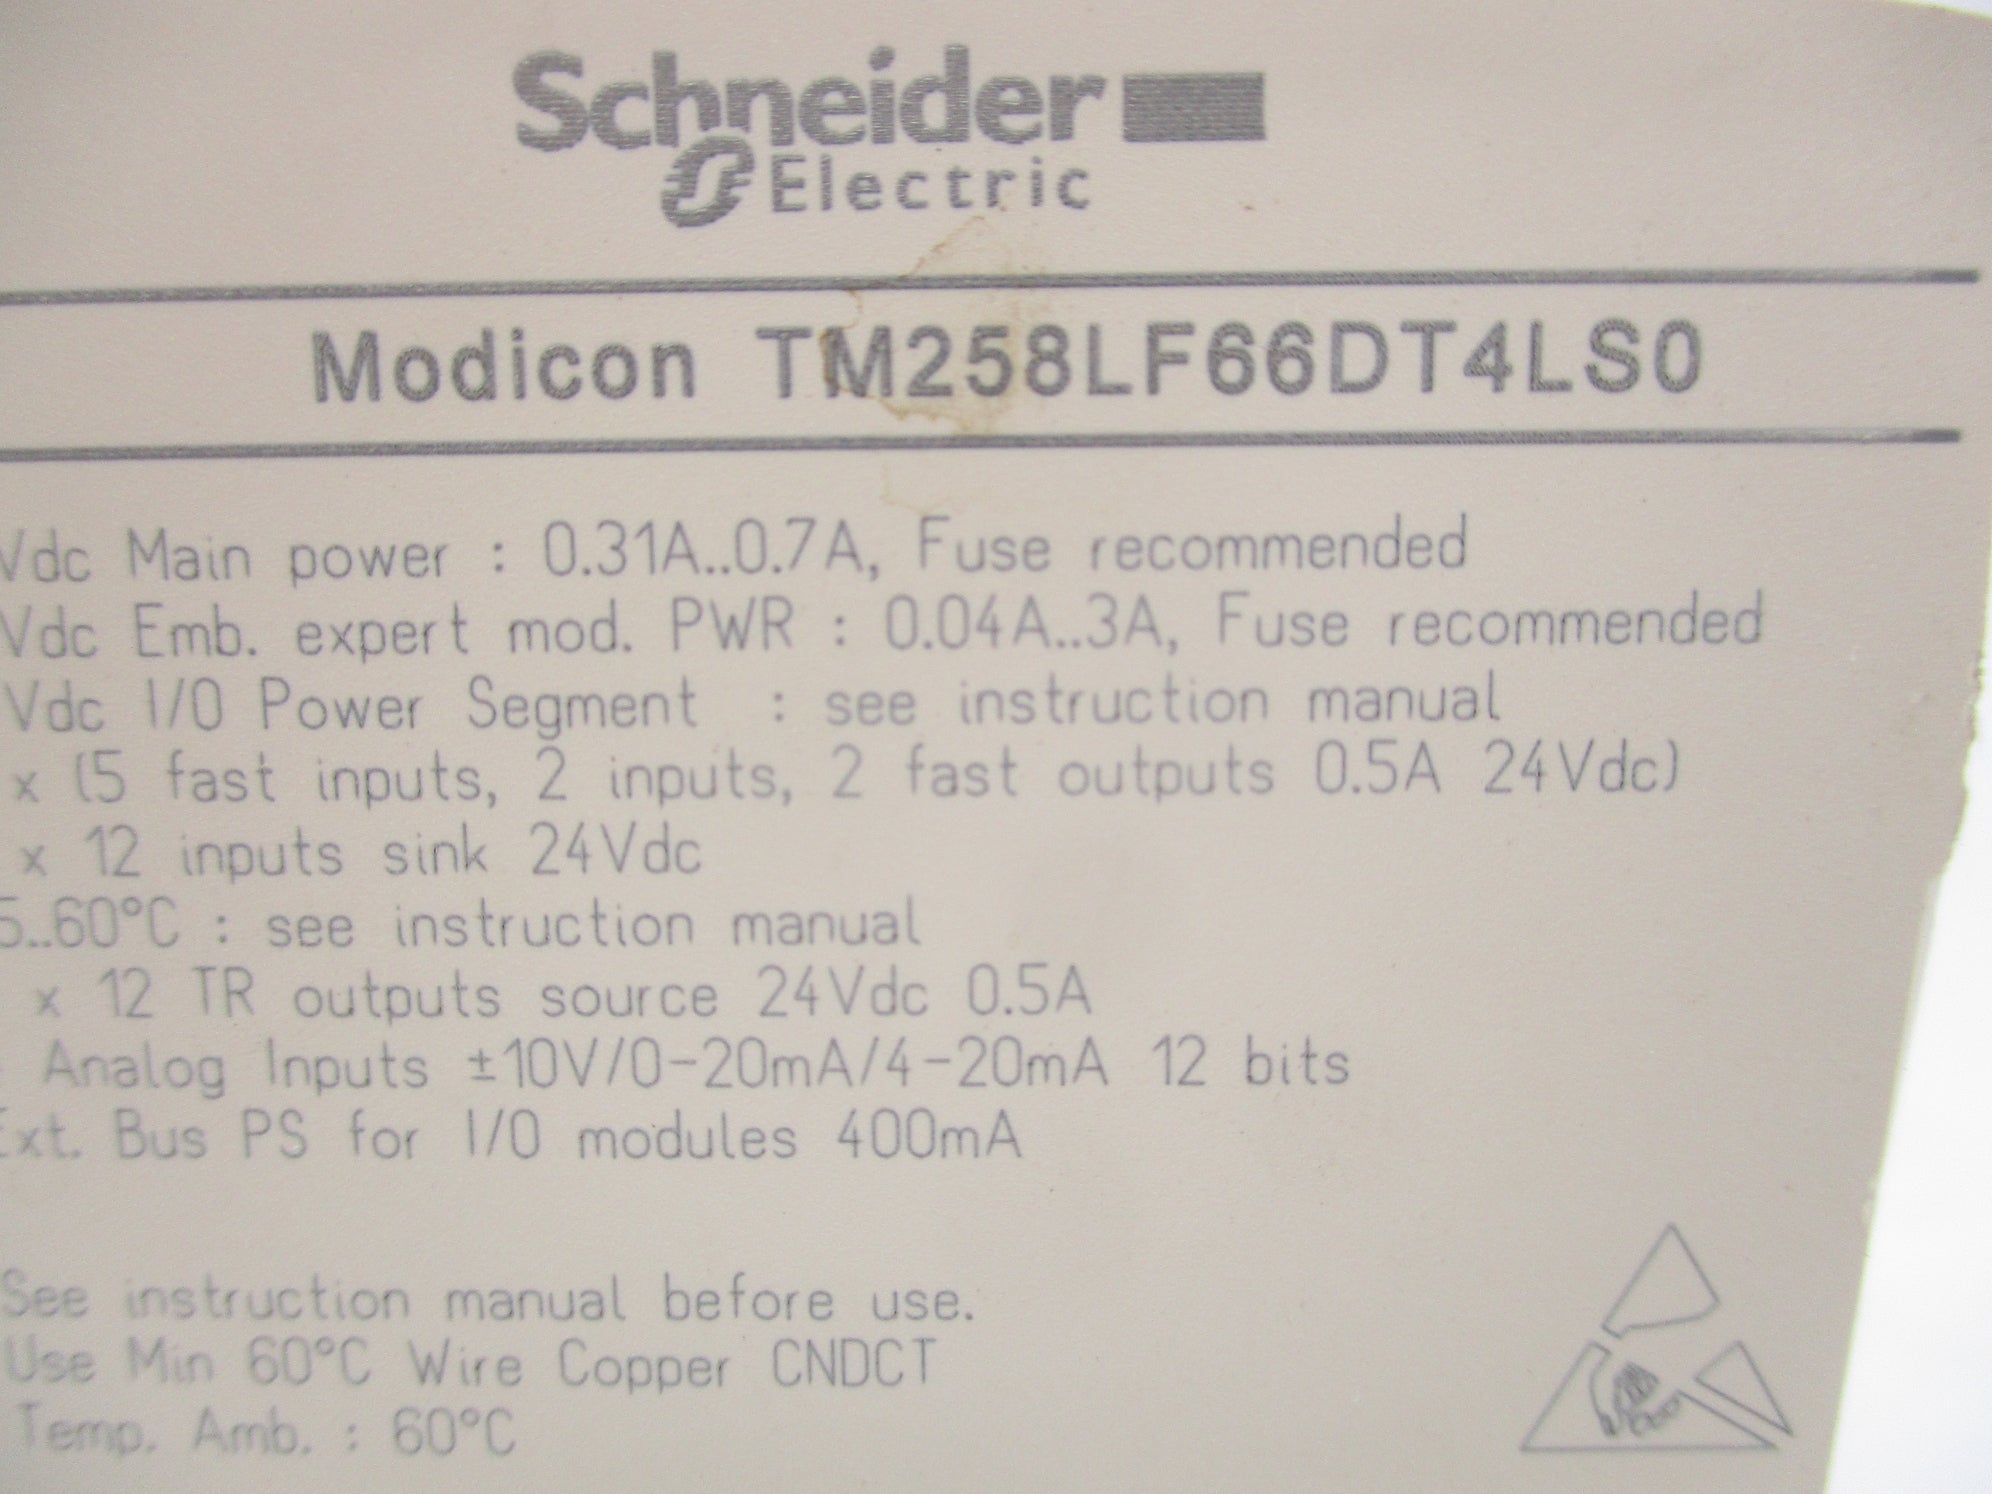 Schneider
Electric
Modicon TM258LF66DT4LS0
Vdc Main power : 0.31A..0.7A, Fuse recommended
Vdc Emb. expert mod. PWR : 0.04A..3A, Fuse recommended
Vdc I/O Power Segment : see instruction manual
x (5 fast inputs, 2 inputs, 2 fast outputs 0.5A 24Vdc)
x 12 inputs sink 24Vdc
5..60°C : see instruction manual
x 12 TR outputs source 24Vdc 0.5A
Analog Inputs ±10V/0-20mA/4-20mA 12 bits
Ext. Bus PS for I/O modules 400mA
See instruction manual before use.
Use Min 60°C Wire Copper CNDCT
Temp. Amb. : 60°C